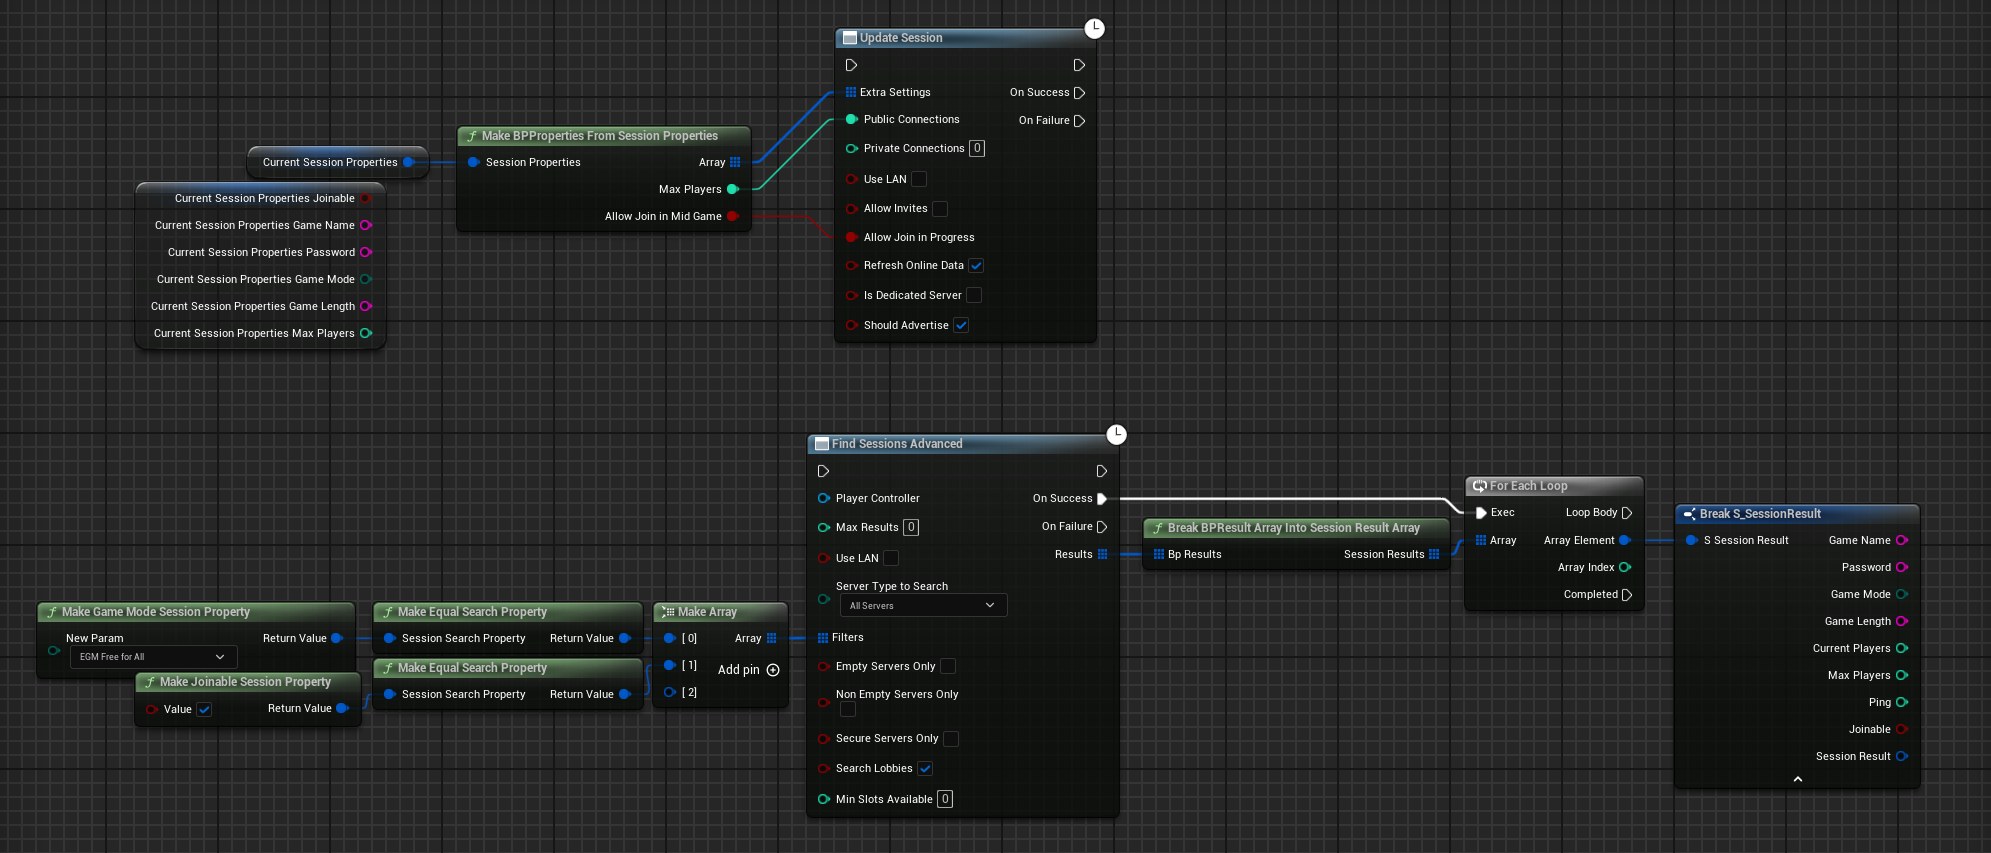 Update Session
Extra Settings
On Success
Public Connections
On Failure
Private Connections 0
Use LAN
Allow Invites
Allow Join in Progress
Refresh Online Data
Is Dedicated Server
Should Advertise
Make BPProperties From Session Properties
Session Properties
Array
Max Players
Allow Join in Mid Game
Current Session Properties
Current Session Properties Joinable
Current Session Properties Game Name
Current Session Properties Password
Current Session Properties Game Mode
Current Session Properties Game Length
Current Session Properties Max Players
Find Sessions Advanced
Player Controller
On Success
Max Results 0
On Failure
Use LAN
Results
Server Type to Search
All Servers
Filters
Empty Servers Only
Non Empty Servers Only
Secure Servers Only
Search Lobbies
Min Slots Available 0
Break BPResult Array Into Session Result Array
Bp Results
Session Results
For Each Loop
Exec
Loop Body
Array
Array Element
Array Index
Completed
Break S_SessionResult
S Session Result
Game Name
Password
Game Mode
Game Length
Current Players
Max Players
Ping
Joinable
Session Result
Make Game Mode Session Property
New Param
Return Value
EGM Free for All
Make Equal Search Property
Session Search Property
Return Value
Make Array
[ 0]
Array
[ 1]
Add pin
[ 2]
Make Joinable Session Property
Value
Return Value
Make Equal Search Property
Session Search Property
Return Value